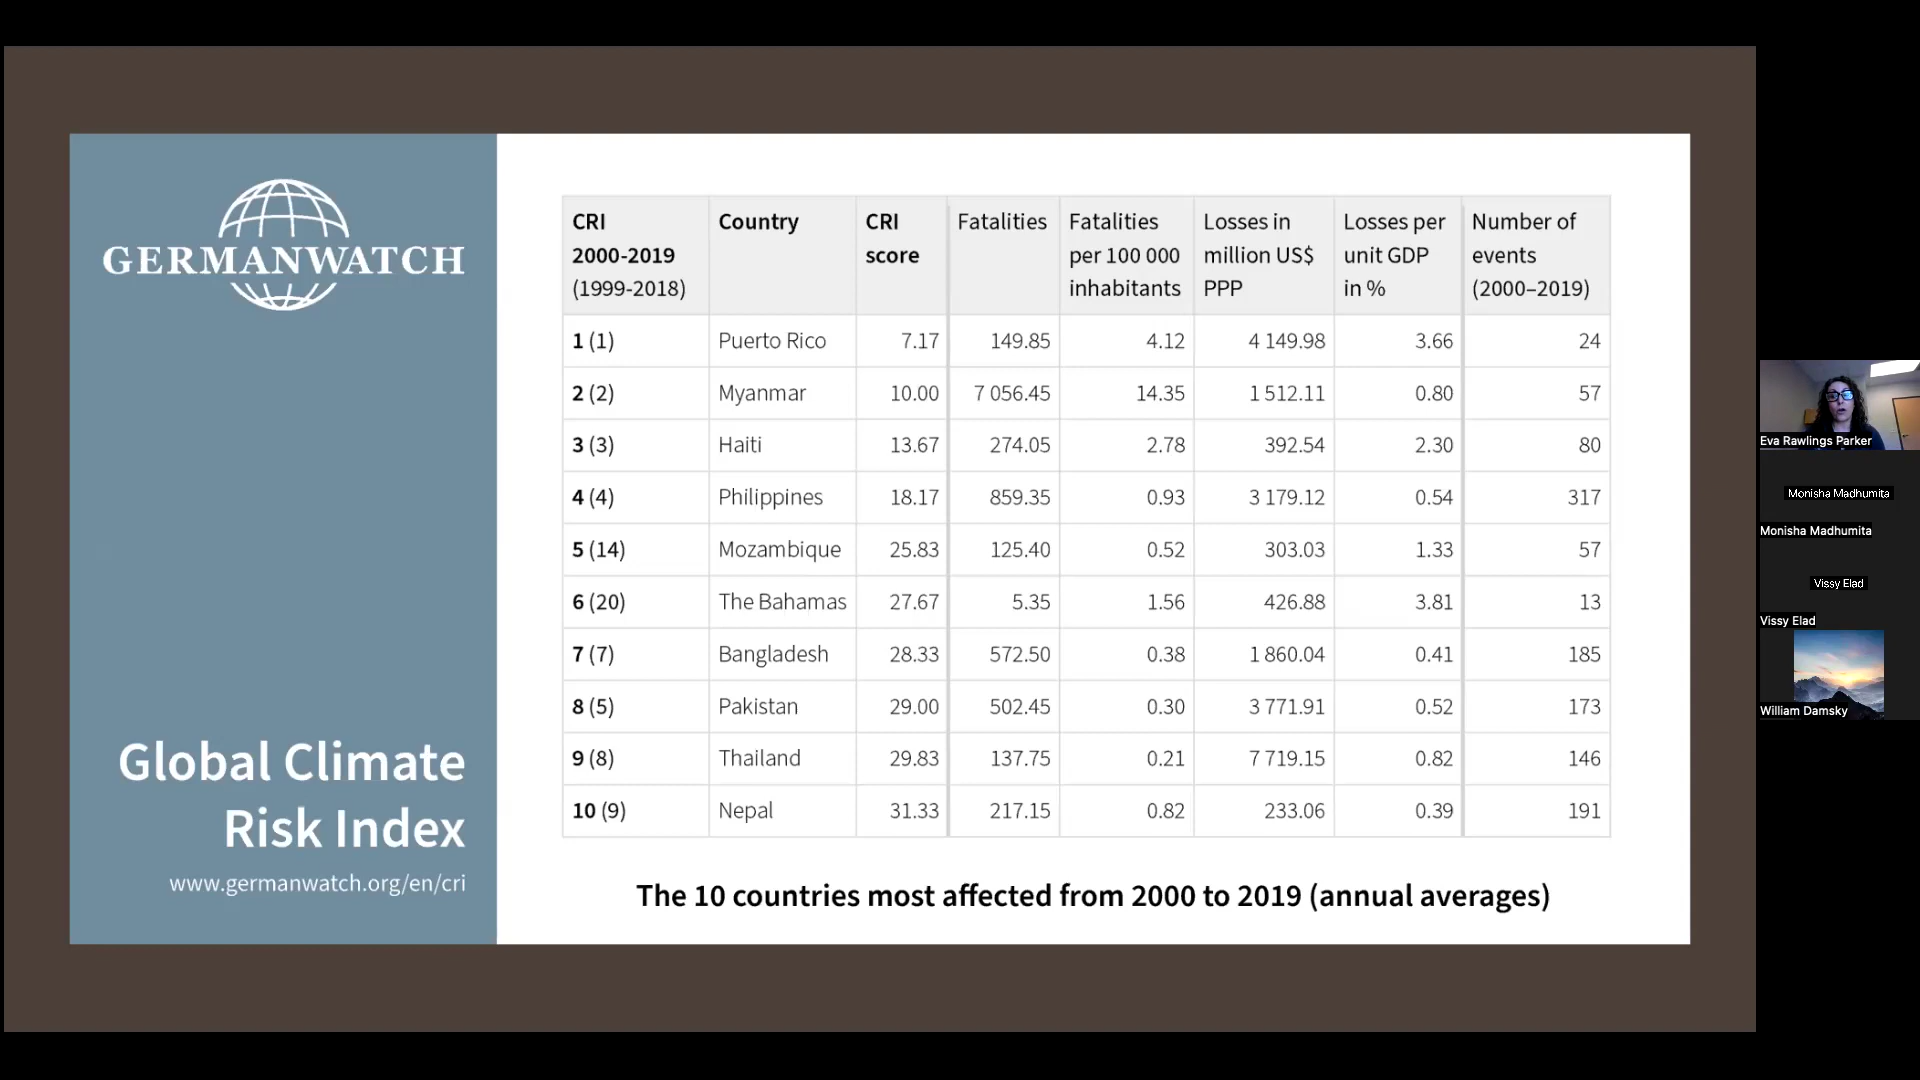 GERMANWATCH
Global Climate
Risk Index
www.germanwatch.org/en/cri
CRI 2000-2019 (1999-2018) Country CRI score Fatalities Fatalities per 100 000 inhabitants Losses in million US$ PPP Losses per unit GDP in % Number of events (2000–2019)
1 (1) Puerto Rico 7.17 149.85 4.12 4 149.98 3.66 24
2 (2) Myanmar 10.00 7 056.45 14.35 1 512.11 0.80 57
3 (3) Haiti 13.67 274.05 2.78 392.54 2.30 80
4 (4) Philippines 18.17 859.35 0.93 3 179.12 0.54 317
5 (14) Mozambique 25.83 125.40 0.52 303.03 1.33 57
6 (20) The Bahamas 27.67 5.35 1.56 426.88 3.81 13
7 (7) Bangladesh 28.33 572.50 0.38 1 860.04 0.41 185
8 (5) Pakistan 29.00 502.45 0.30 3 771.91 0.52 173
9 (8) Thailand 29.83 137.75 0.21 7 719.15 0.82 146
10 (9) Nepal 31.33 217.15 0.82 233.06 0.39 191
The 10 countries most affected from 2000 to 2019 (annual averages)
Eva Rawlings Parker
Monisha Madhumita
Monisha Madhumita
Vissy Elad
Vissy Elad
William Damsky